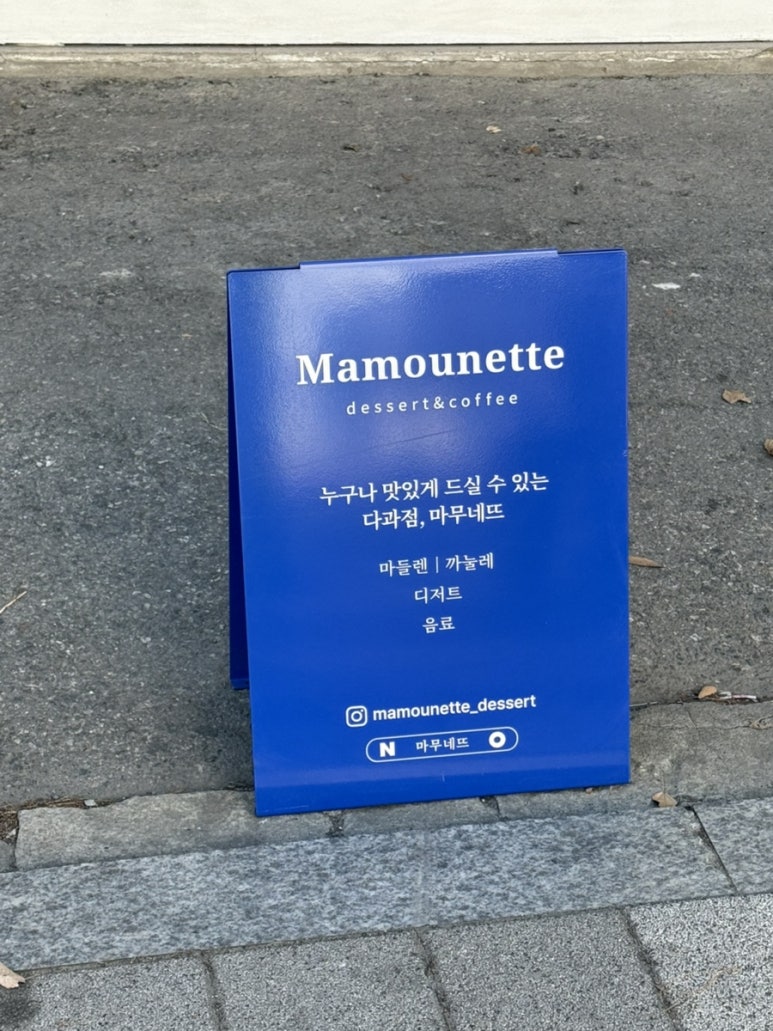 Mamounette
dessert&coffee
누구나 맛있게 드실 수 있는
다과점, 마무네뜨
마들렌 | 까눌레
디저트
음료
mamounette_dessert
N 마무네뜨